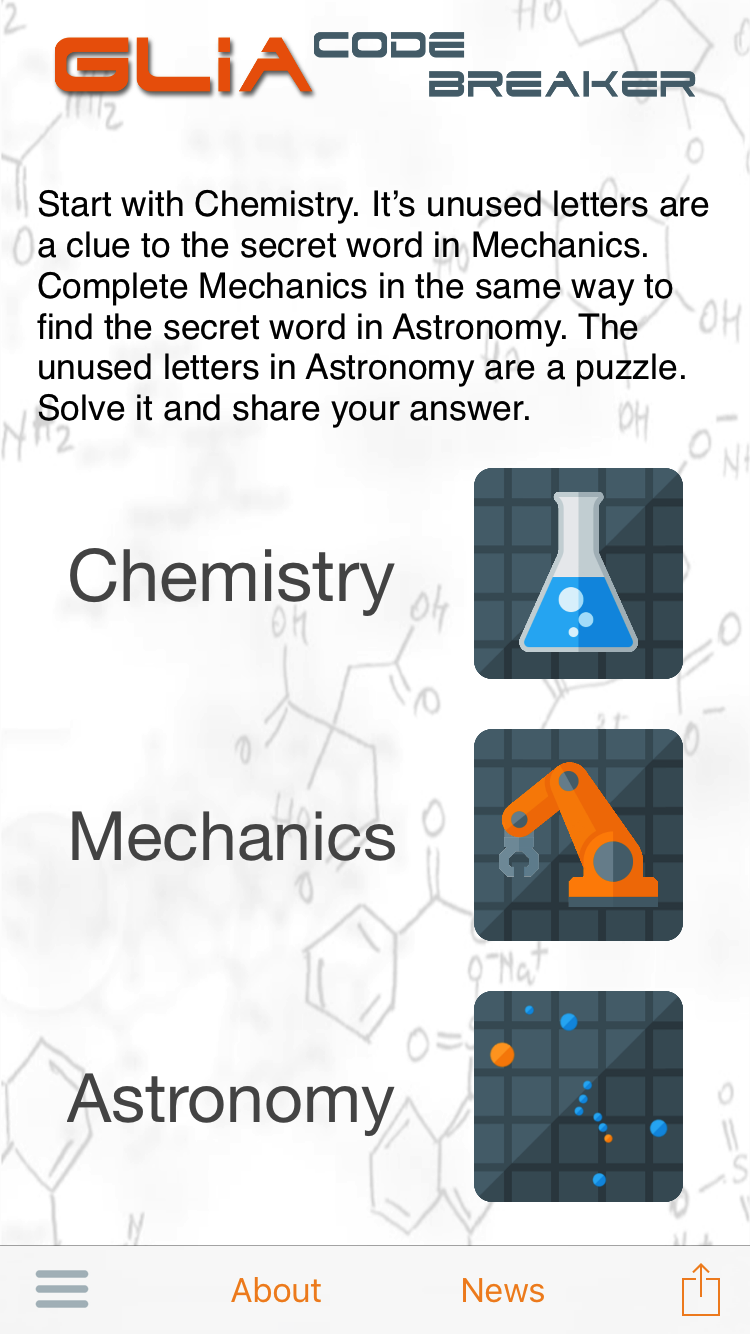 GLiA CODE
BREAKER
Start with Chemistry. It’s unused letters are
a clue to the secret word in Mechanics.
Complete Mechanics in the same way to
find the secret word in Astronomy. The
unused letters in Astronomy are a puzzle.
Solve it and share your answer.
Chemistry
Mechanics
Astronomy
About News